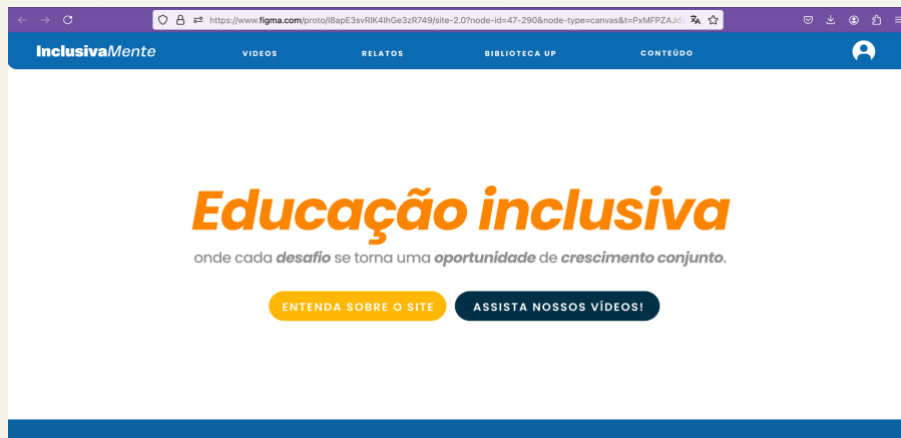 https://www.figma.com/proto/I8apE3svRlK4IhGe3zR749/site-2.0?node-id=47-290&node-type=canvas&t=PxMFPZAJd
InclusivaMente VIDEOS RELATOS BIBLIOTECA UP CONTEÚDO
Educação inclusiva
onde cada desafio se torna uma oportunidade de crescimento conjunto.
ENTENDA SOBRE O SITE ASSISTA NOSSOS VÍDEOS!